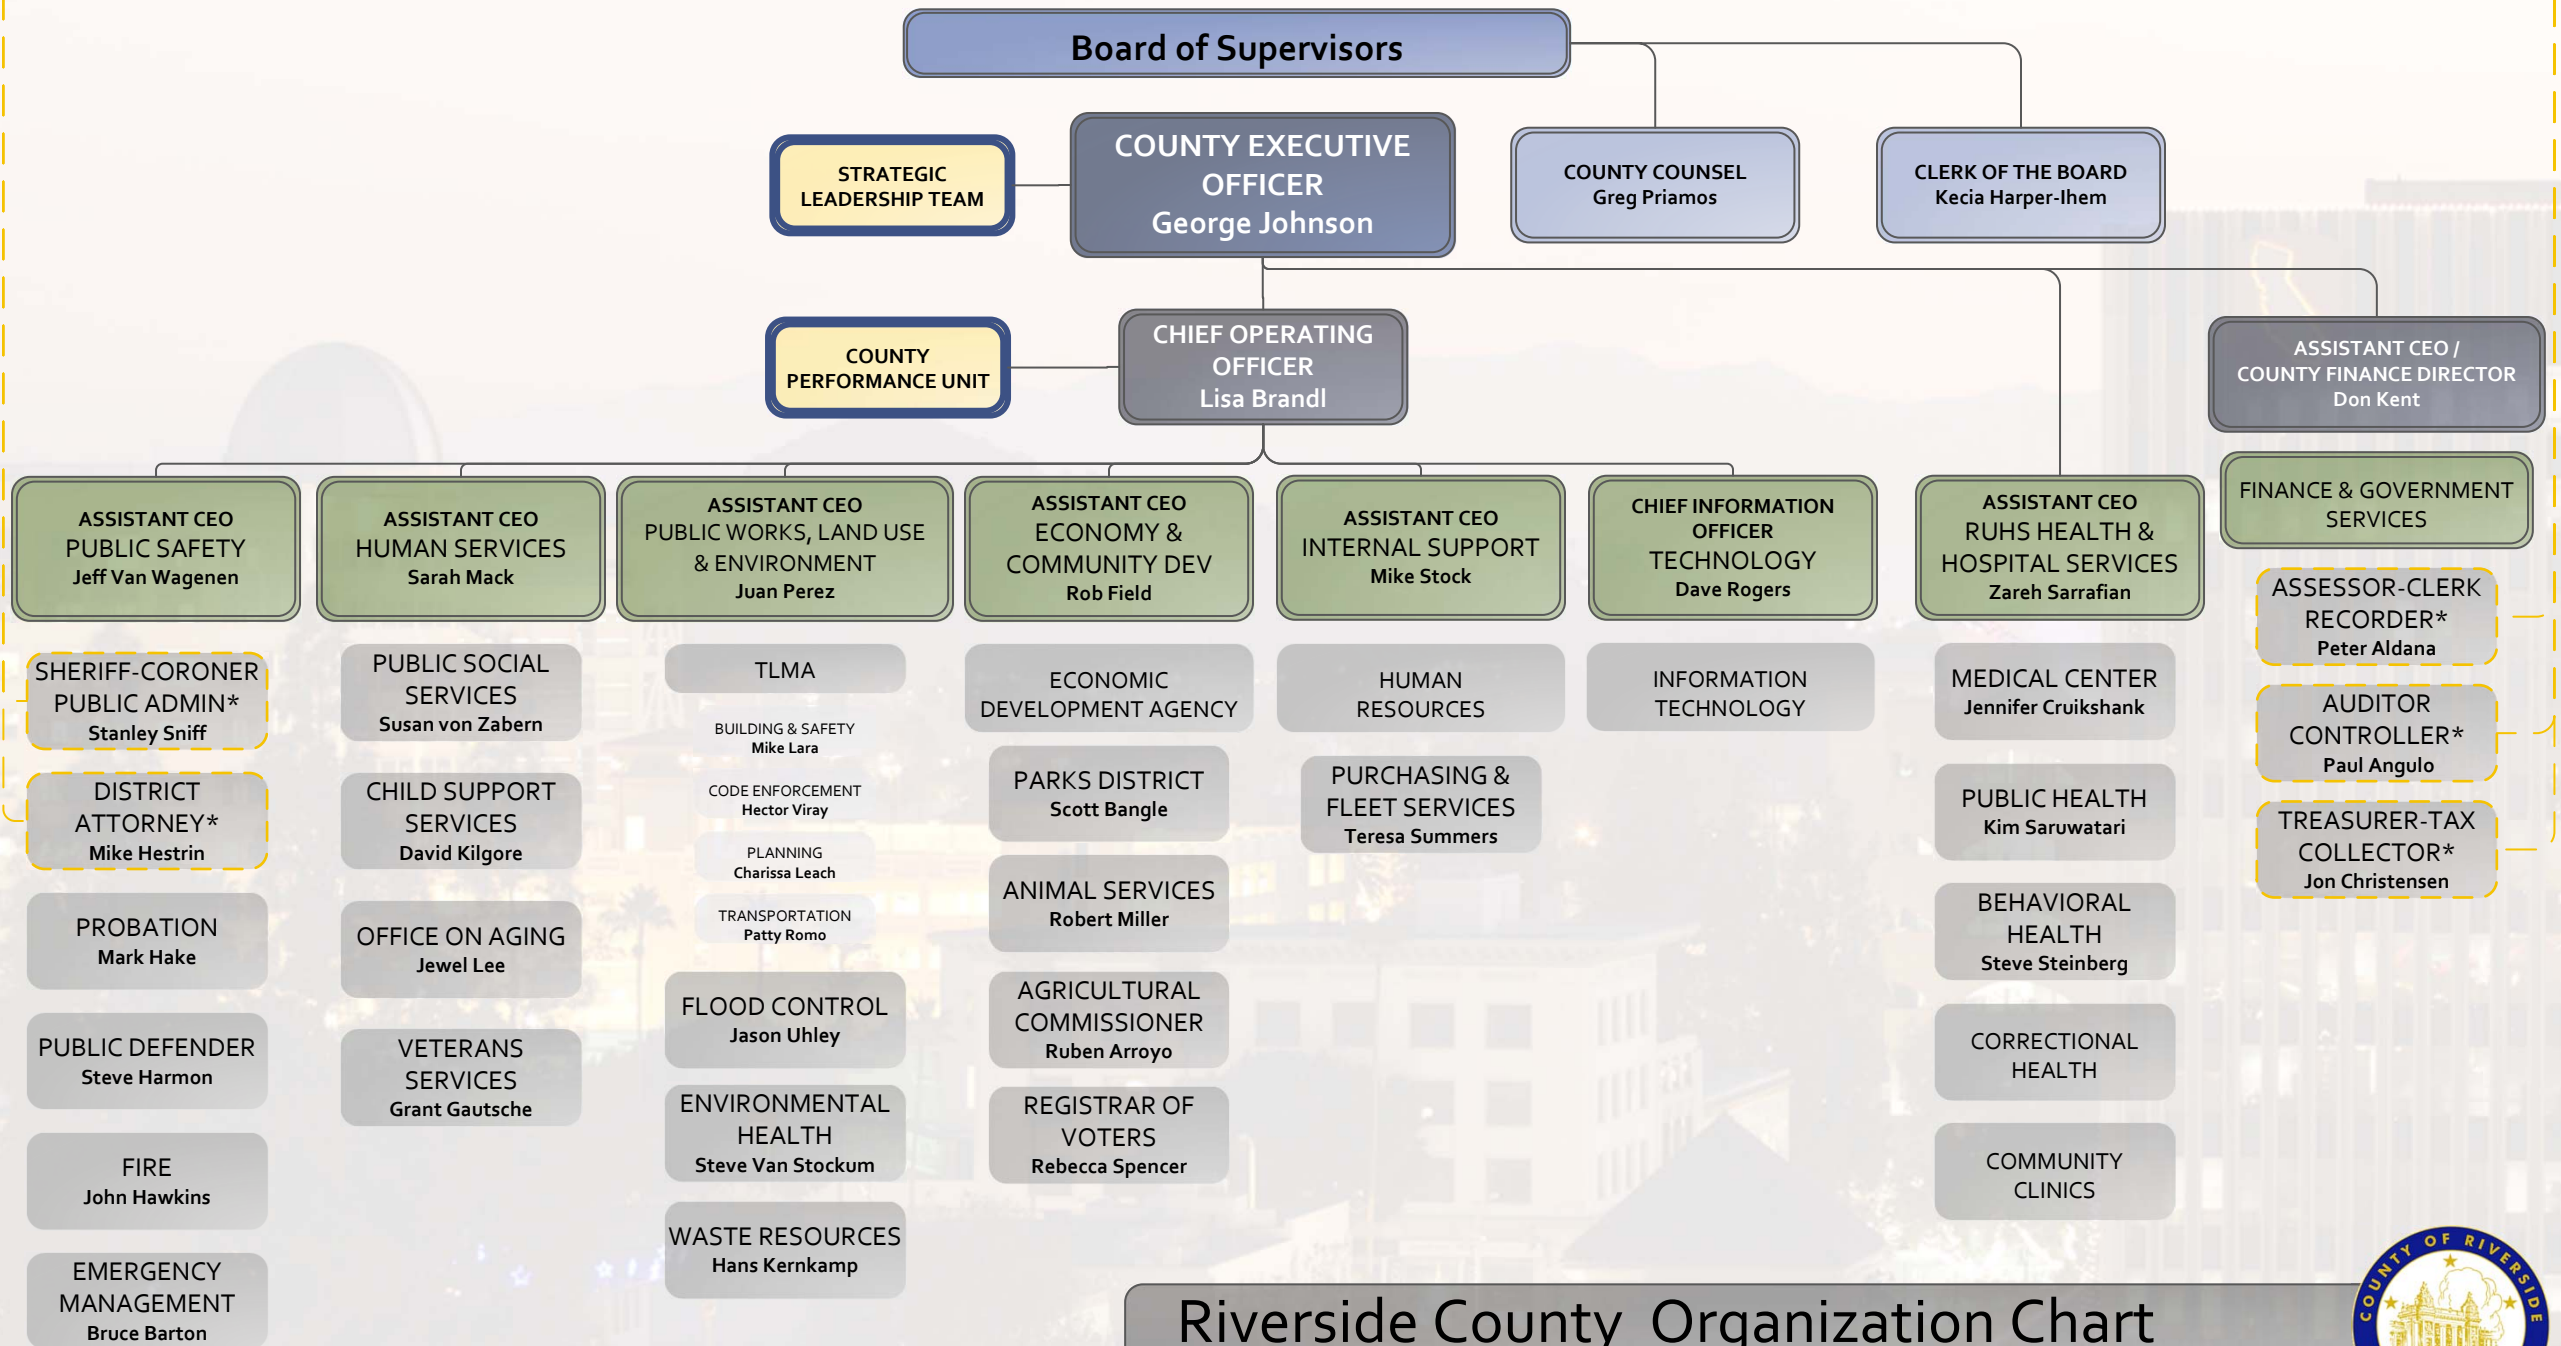 Board of Supervisors
STRATEGIC
LEADERSHIP TEAM
COUNTY EXECUTIVE
OFFICER
George Johnson
COUNTY COUNSEL
Greg Priamos
CLERK OF THE BOARD
Kecia Harper-Ihem
COUNTY
PERFORMANCE UNIT
CHIEF OPERATING
OFFICER
Lisa Brandl
ASSISTANT CEO /
COUNTY FINANCE DIRECTOR
Don Kent
ASSISTANT CEO
PUBLIC SAFETY
Jeff Van Wagenen
SHERIFF-CORONER
PUBLIC ADMIN*
Stanley Sniff
DISTRICT
ATTORNEY*
Mike Hestrin
PROBATION
Mark Hake
PUBLIC DEFENDER
Steve Harmon
FIRE
John Hawkins
EMERGENCY
MANAGEMENT
Bruce Barton
ASSISTANT CEO
HUMAN SERVICES
Sarah Mack
PUBLIC SOCIAL
SERVICES
Susan von Zabern
CHILD SUPPORT
SERVICES
David Kilgore
OFFICE ON AGING
Jewel Lee
VETERANS
SERVICES
Grant Gautsche
ASSISTANT CEO
PUBLIC WORKS, LAND USE
& ENVIRONMENT
Juan Perez
TLMA
BUILDING & SAFETY
Mike Lara
CODE ENFORCEMENT
Hector Viray
PLANNING
Charissa Leach
TRANSPORTATION
Patty Romo
FLOOD CONTROL
Jason Uhley
ENVIRONMENTAL
HEALTH
Steve Van Stockum
WASTE RESOURCES
Hans Kernkamp
ASSISTANT CEO
ECONOMY &
COMMUNITY DEV
Rob Field
ECONOMIC
DEVELOPMENT AGENCY
PARKS DISTRICT
Scott Bangle
ANIMAL SERVICES
Robert Miller
AGRICULTURAL
COMMISSIONER
Ruben Arroyo
REGISTRAR OF
VOTERS
Rebecca Spencer
ASSISTANT CEO
INTERNAL SUPPORT
Mike Stock
HUMAN
RESOURCES
PURCHASING &
FLEET SERVICES
Teresa Summers
CHIEF INFORMATION
OFFICER
TECHNOLOGY
Dave Rogers
INFORMATION
TECHNOLOGY
ASSISTANT CEO
RUHS HEALTH &
HOSPITAL SERVICES
Zareh Sarrafian
MEDICAL CENTER
Jennifer Cruikshank
PUBLIC HEALTH
Kim Saruwatari
BEHAVIORAL
HEALTH
Steve Steinberg
CORRECTIONAL
HEALTH
COMMUNITY
CLINICS
FINANCE & GOVERNMENT
SERVICES
ASSESSOR-CLERK
RECORDER*
Peter Aldana
AUDITOR
CONTROLLER*
Paul Angulo
TREASURER-TAX
COLLECTOR*
Jon Christensen
Riverside County Organization Chart
COUNTY OF RIVERSIDE